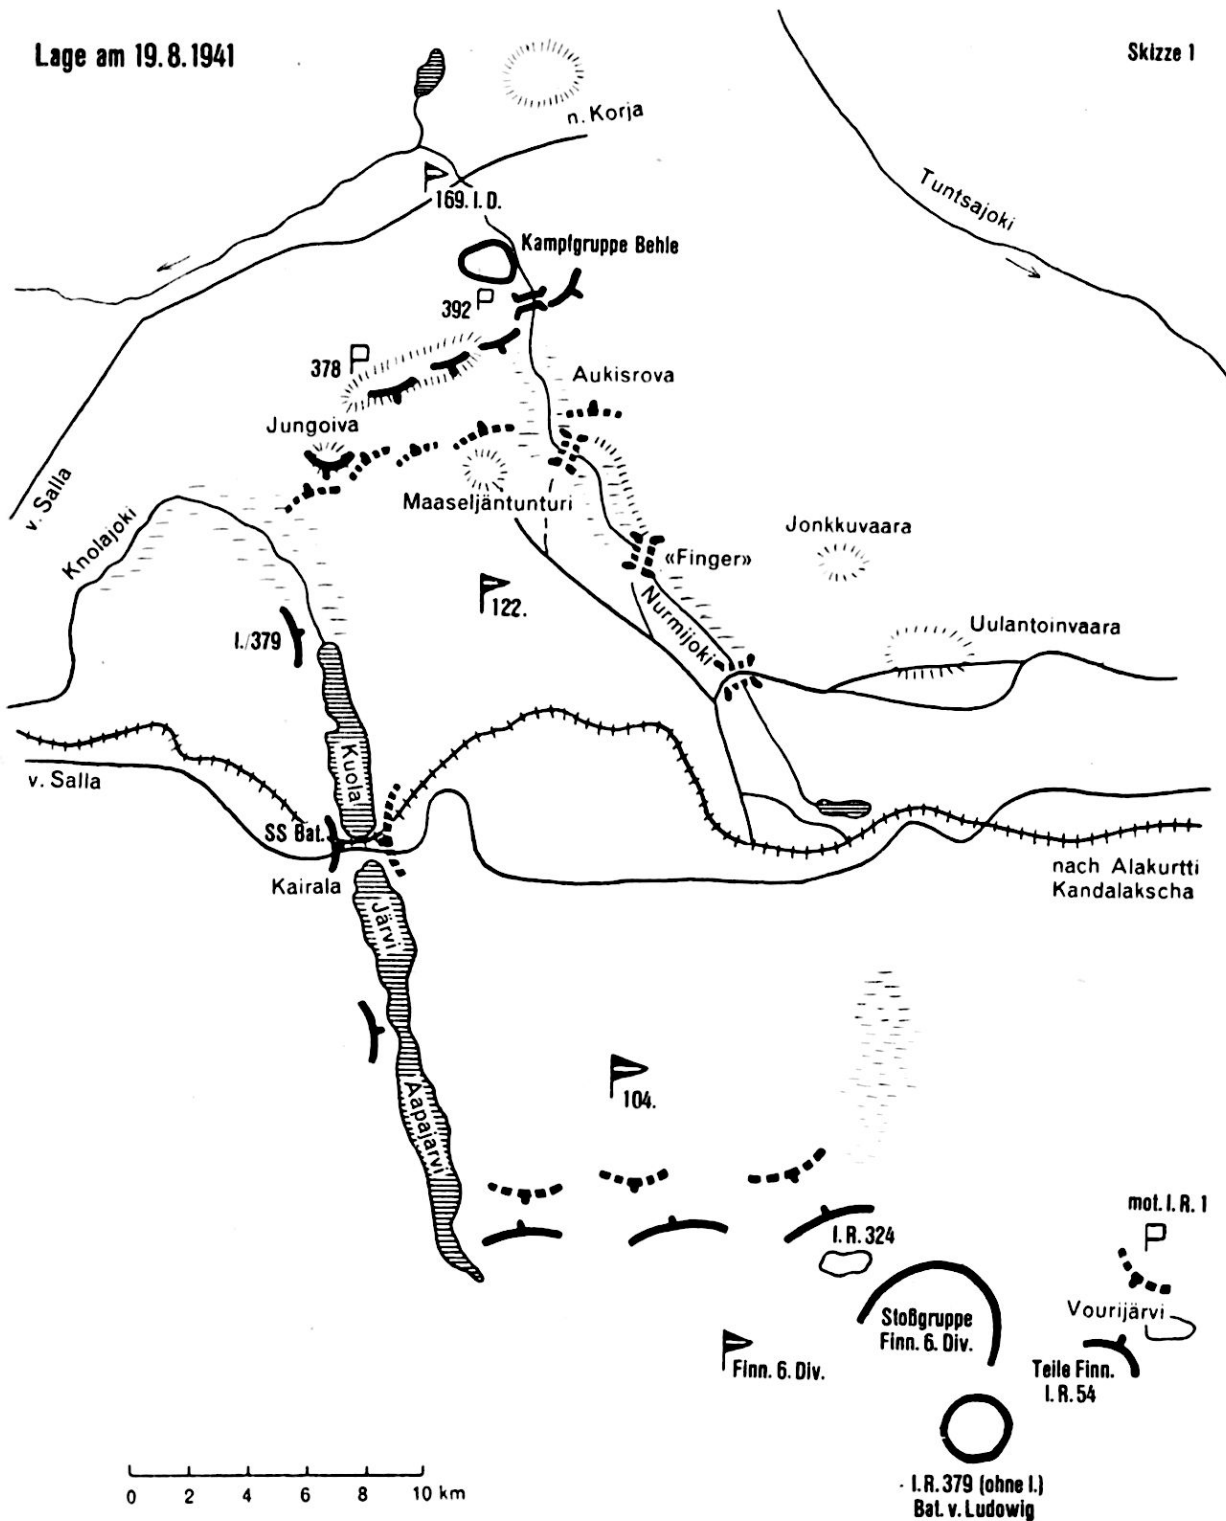 Lage am 19.8.1941
Skizze 1
n. Korja
Tuntsajoki
169. I. D.
Kampfgruppe Behle
392
378
Aukisrova
Jungoiva
Maaseljäntunturi
v. Salla
Knolajoki
Jonkkuvaara
«Finger»
122.
Nurmijoki
I./379
Uulantoinvaara
Kuola
v. Salla
SS Bat.
Kairala
Järvi
nach Alakurtti
Kandalakscha
104.
Aapajärvi
mot. I. R. 1
I. R. 324
Vourijärvi
Stoßgruppe
Finn. 6. Div.
Finn. 6. Div.
Teile Finn.
I. R. 54
0 2 4 6 8 10 km
I. R. 379 (ohne I.)
Bat. v. Ludowig